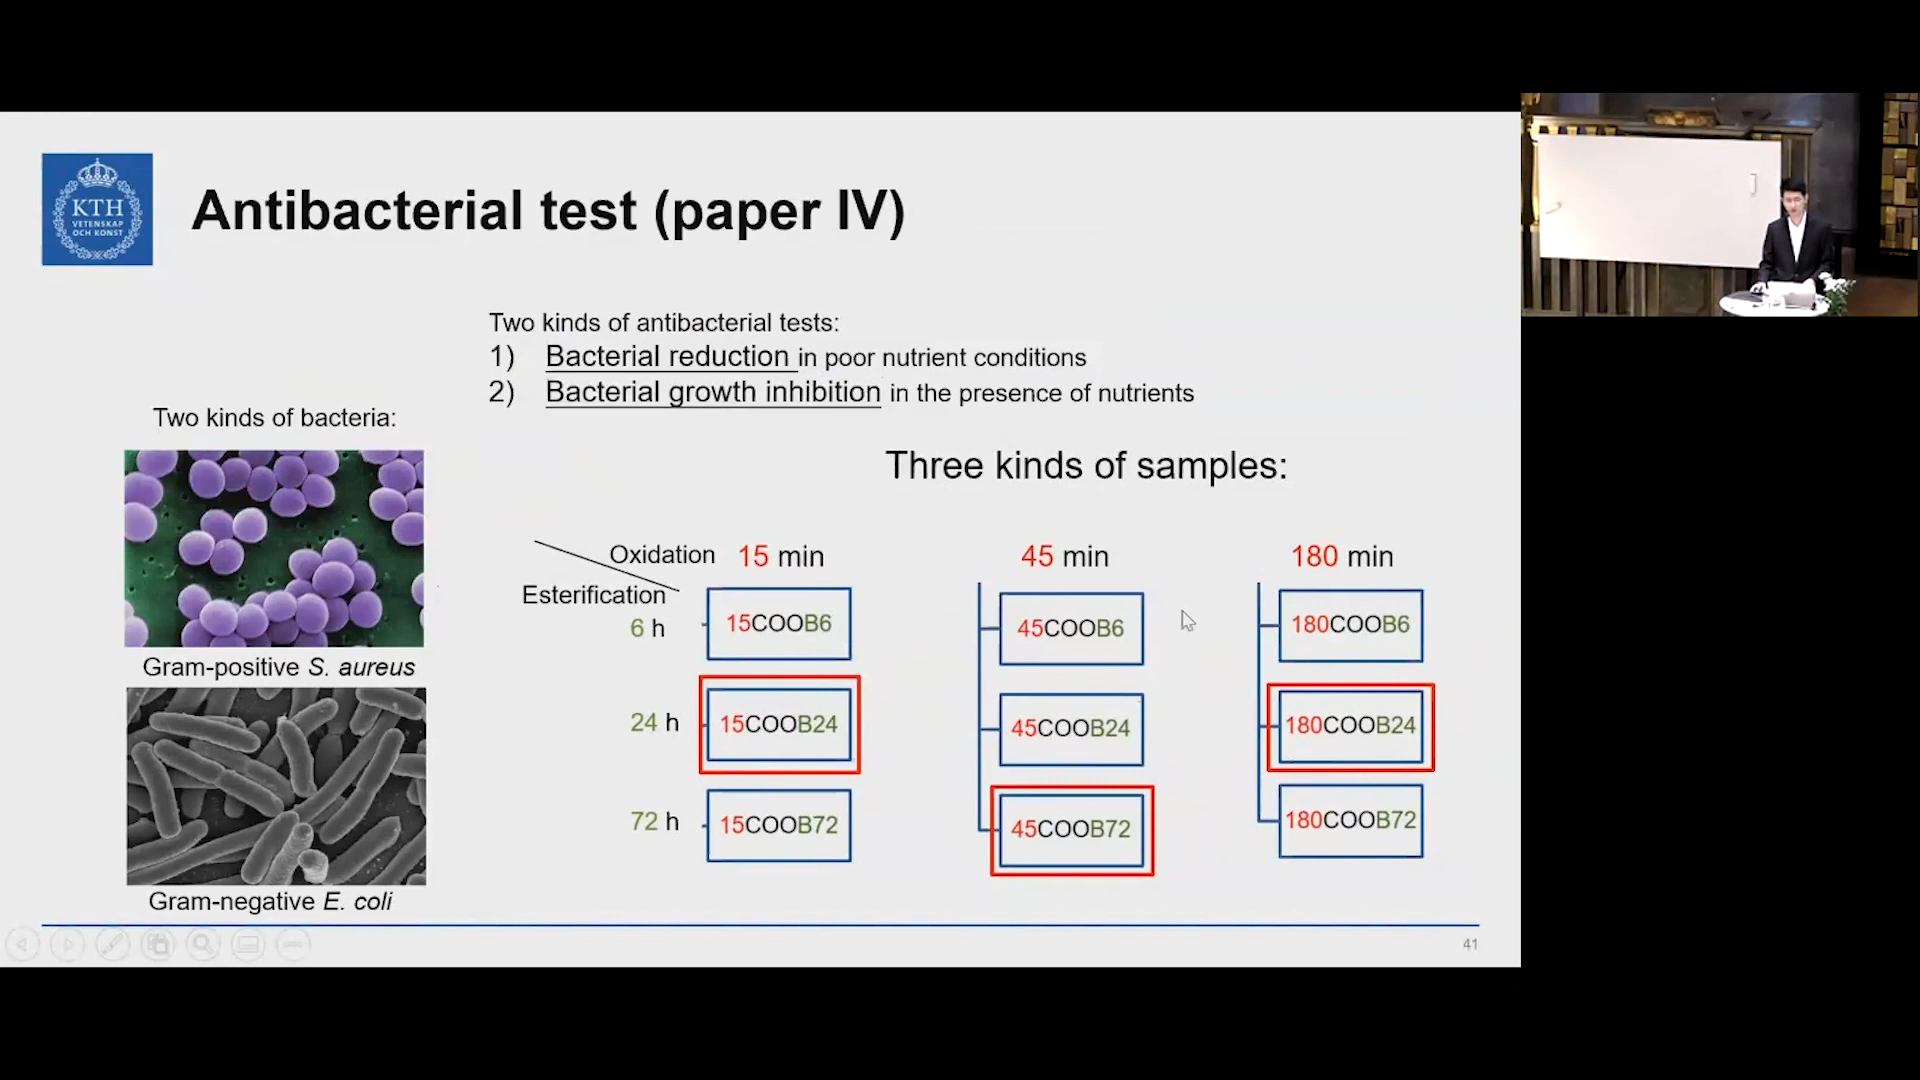 KTH
VETENSKAP
OCH KONST
Antibacterial test (paper IV)
Two kinds of antibacterial tests:
1) Bacterial reduction in poor nutrient conditions
2) Bacterial growth inhibition in the presence of nutrients
Two kinds of bacteria:
Gram-positive S. aureus
Gram-negative E. coli
Three kinds of samples:
Oxidation 15 min 45 min 180 min
Esterification
6 h 15COOB6 45COOB6 180COOB6
24 h 15COOB24 45COOB24 180COOB24
72 h 15COOB72 45COOB72 180COOB72
41